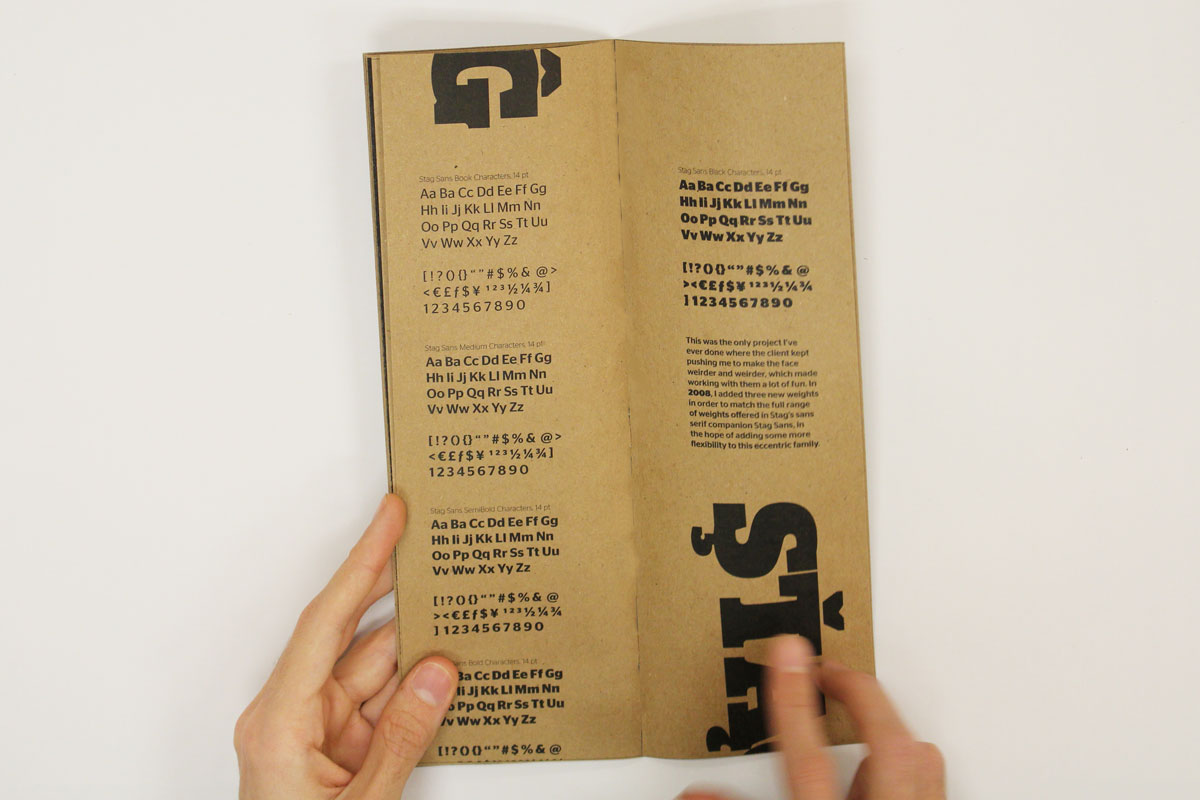 Stag Sans Book Characters, 14 pt
Aa Bb Cc Dd Ee Ff Gg
Hh Ii Jj Kk Ll Mm Nn
Oo Pp Qq Rr Ss Tt Uu
Vv Ww Xx Yy Zz
[!?(){}“”#$%& @>
<€£ƒ$¥ ¹²³½¼¾]
1234567890
Stag Sans Medium Characters, 14 pt
Aa Bb Cc Dd Ee Ff Gg
Hh Ii Jj Kk Ll Mm Nn
Oo Pp Qq Rr Ss Tt Uu
Vv Ww Xx Yy Zz
[!?(){}“”#$%& @>
<€£ƒ$¥ ¹²³½¼¾]
1234567890
Stag Sans SemiBold Characters, 14 pt
Aa Ba Cc Dd Ee Ff Gg
Hh Ii Jj Kk Ll Mm Nn
Oo Pp Qq Rr Ss Tt Uu
Vv Ww Xx Yy Zz
[!?(){}“”#$%& @
><€£ƒ$¥ ¹²³½¼¾
]1234567890
Bold Characters, 14 pt
Ba Cc Dd Ee Ff Gg
Ii Jj Kk Ll Mm Nn
Pp Qq Rr Ss Tt Uu
Ww Xx Yy Zz
[!?(){}“”#$%& @
Stag Sans Black Characters, 14 pt
Aa Ba Cc Dd Ee Ff Gg
Hh Ii Jj Kk Ll Mm Nn
Oo Pp Qq Rr Ss Tt Uu
Vv Ww Xx Yy Zz
[!?(){}“”#$%& @
><€£ƒ$¥ ¹²³½¼¾
]1234567890
This was the only project I've
ever done where the client kept
pushing me to make the face
weirder and weirder, which made
working with them a lot of fun. In
2008, I added three new weights
in order to match the full range
of weights offered in Stag's sans
serif companion Stag Sans, in
the hope of adding some more
flexibility to this eccentric family.